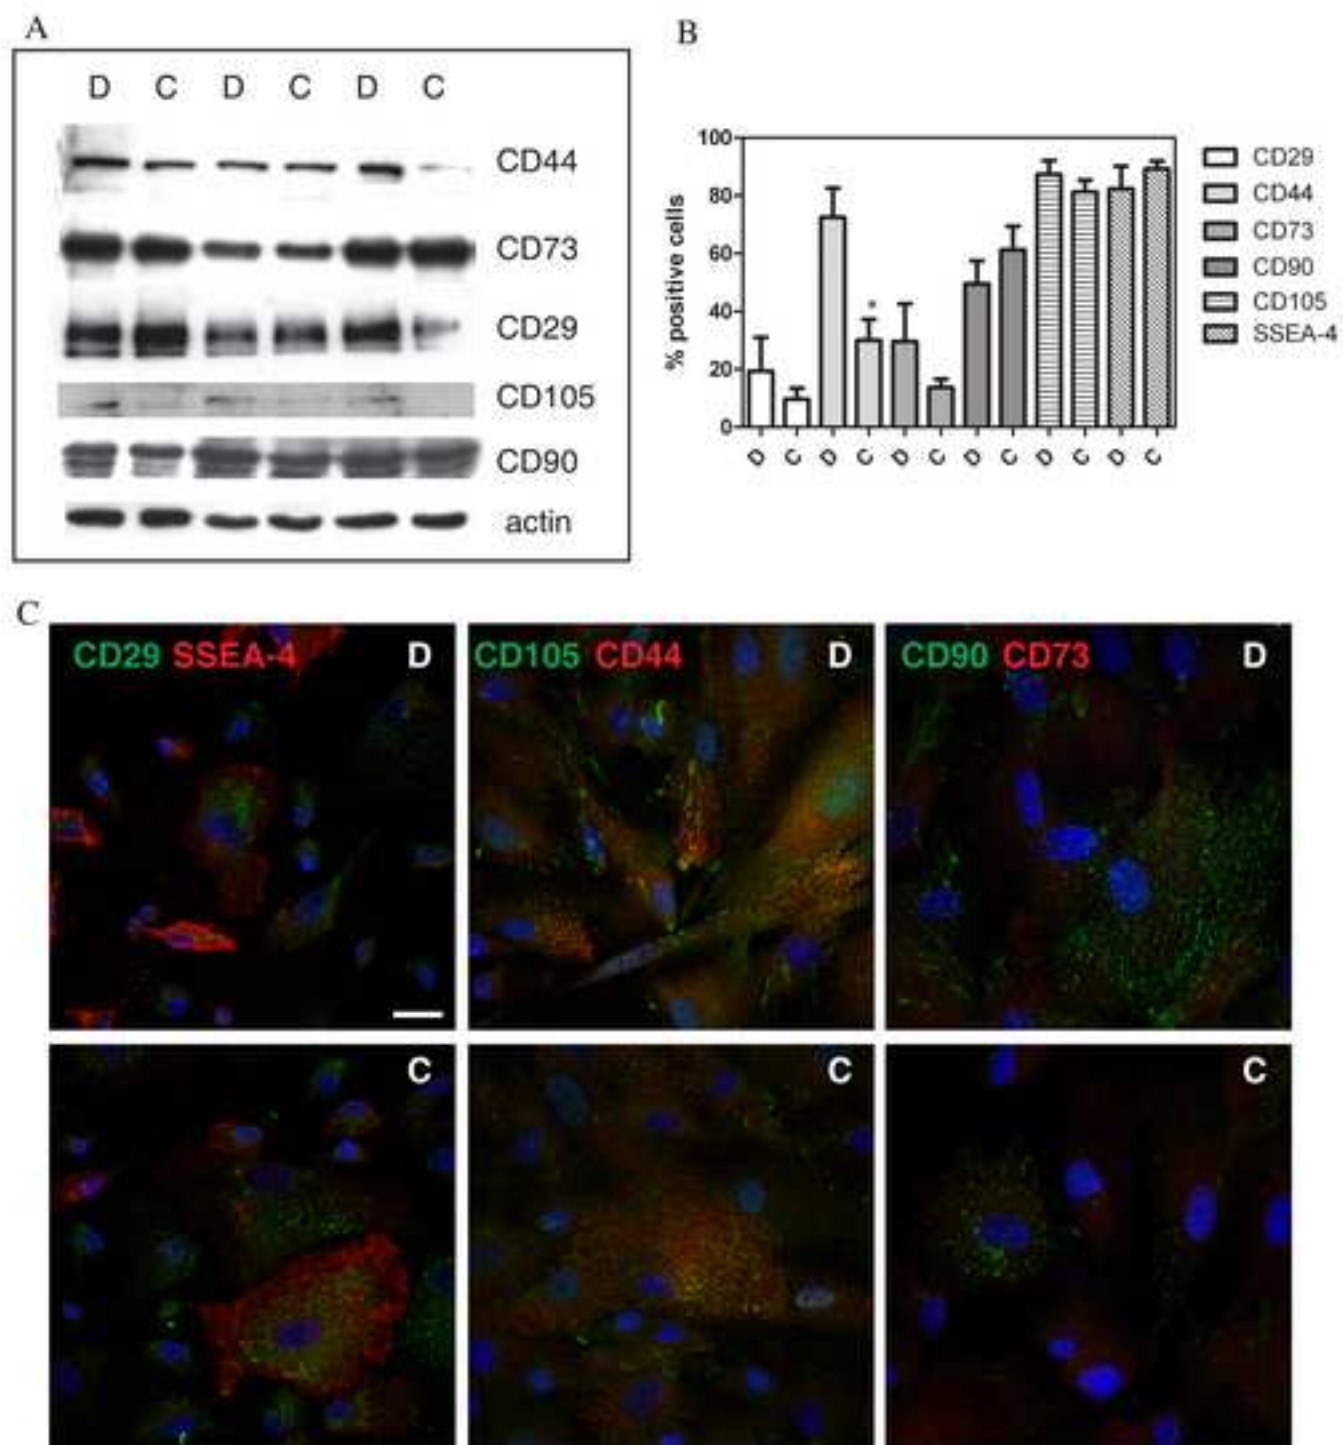 A
D C D C D C
CD44
CD73
CD29
CD105
CD90
actin
B
100
80
60
40
20
0
% positive cells
*
D C D C D C D C D C D C
CD29
CD44
CD73
CD90
CD105
SSEA-4
C
CD29 SSEA-4 D
CD105 CD44 D
CD90 CD73 D
C
C
C